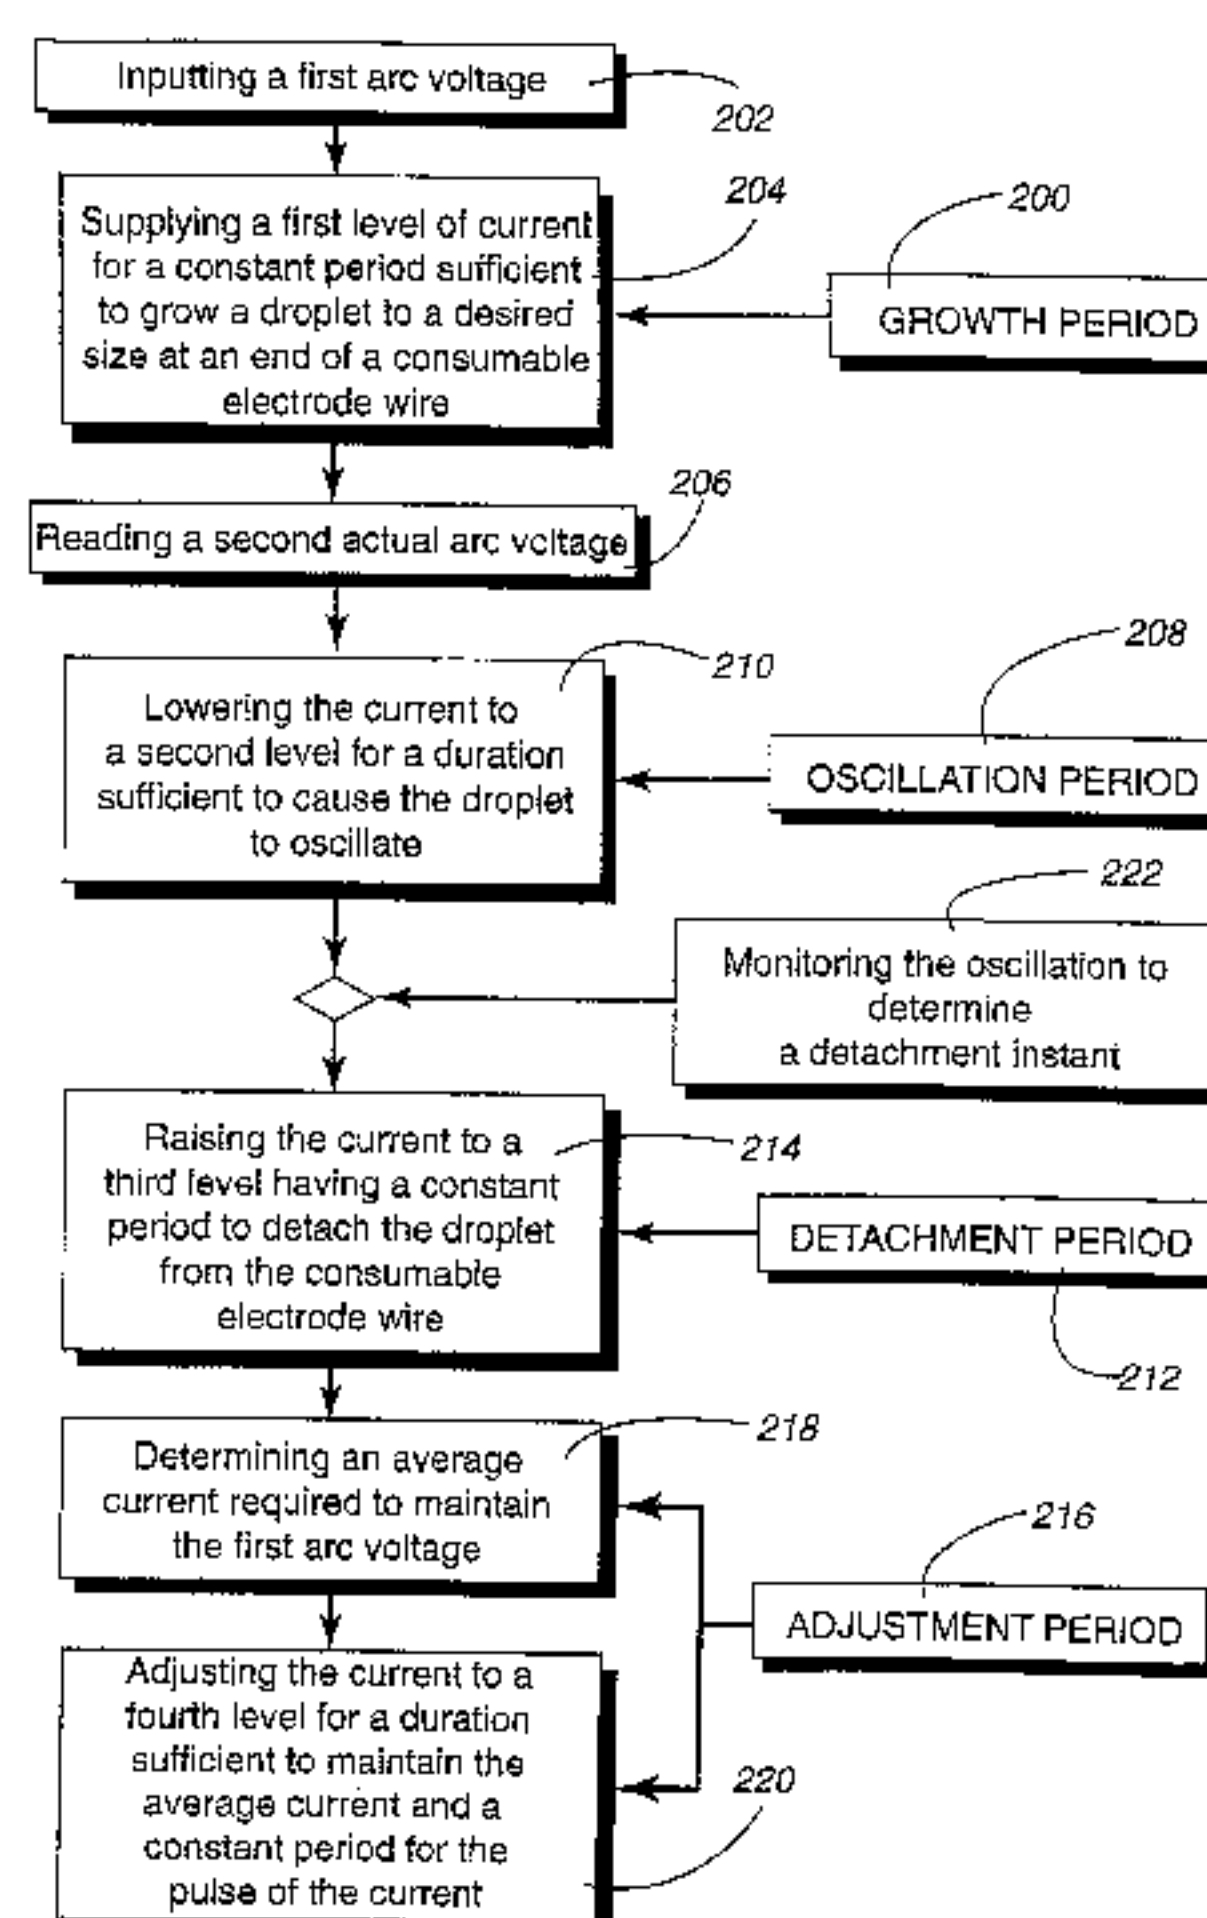 Inputting a first arc voltage
202
Supplying a first level of current
for a constant period sufficient
to grow a droplet to a desired
size at an end of a consumable
electrode wire
204
200
GROWTH PERIOD
Reading a second actual arc voltage
206
Lowering the current to
a second level for a duration
sufficient to cause the droplet
to oscillate
210
208
OSCILLATION PERIOD
222
Monitoring the oscillation to
determine
a detachment instant
Raising the current to a
third level having a constant
period to detach the droplet
from the consumable
electrode wire
214
DETACHMENT PERIOD
212
Determining an average
current required to maintain
the first arc voltage
218
216
ADJUSTMENT PERIOD
Adjusting the current to a
fourth level for a duration
sufficient to maintain the
average current and a
constant period for the
pulse of the current
220